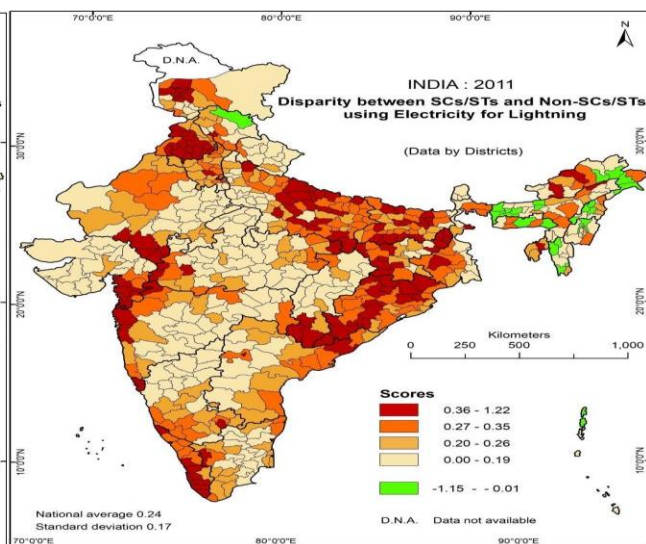 70°0'0"E 80°0'0"E 90°0'0"E
D.N.A.
N
INDIA : 2011
Disparity between SCs/STs and Non-SCs/STs
using Electricity for Lightning
(Data by Districts)
30°0'0"N 30°0'0"N
20°0'0"N 20°0'0"N
10°0'0"N 10°0'0"N
Kilometers
0 250 500 1,000
Scores
0.36 - 1.22
0.27 - 0.35
0.20 - 0.26
0.00 - 0.19
-1.15 - - 0.01
D.N.A. Data not available
National average 0.24
Standard deviation 0.17
70°0'0"E 80°0'0"E 90°0'0"E